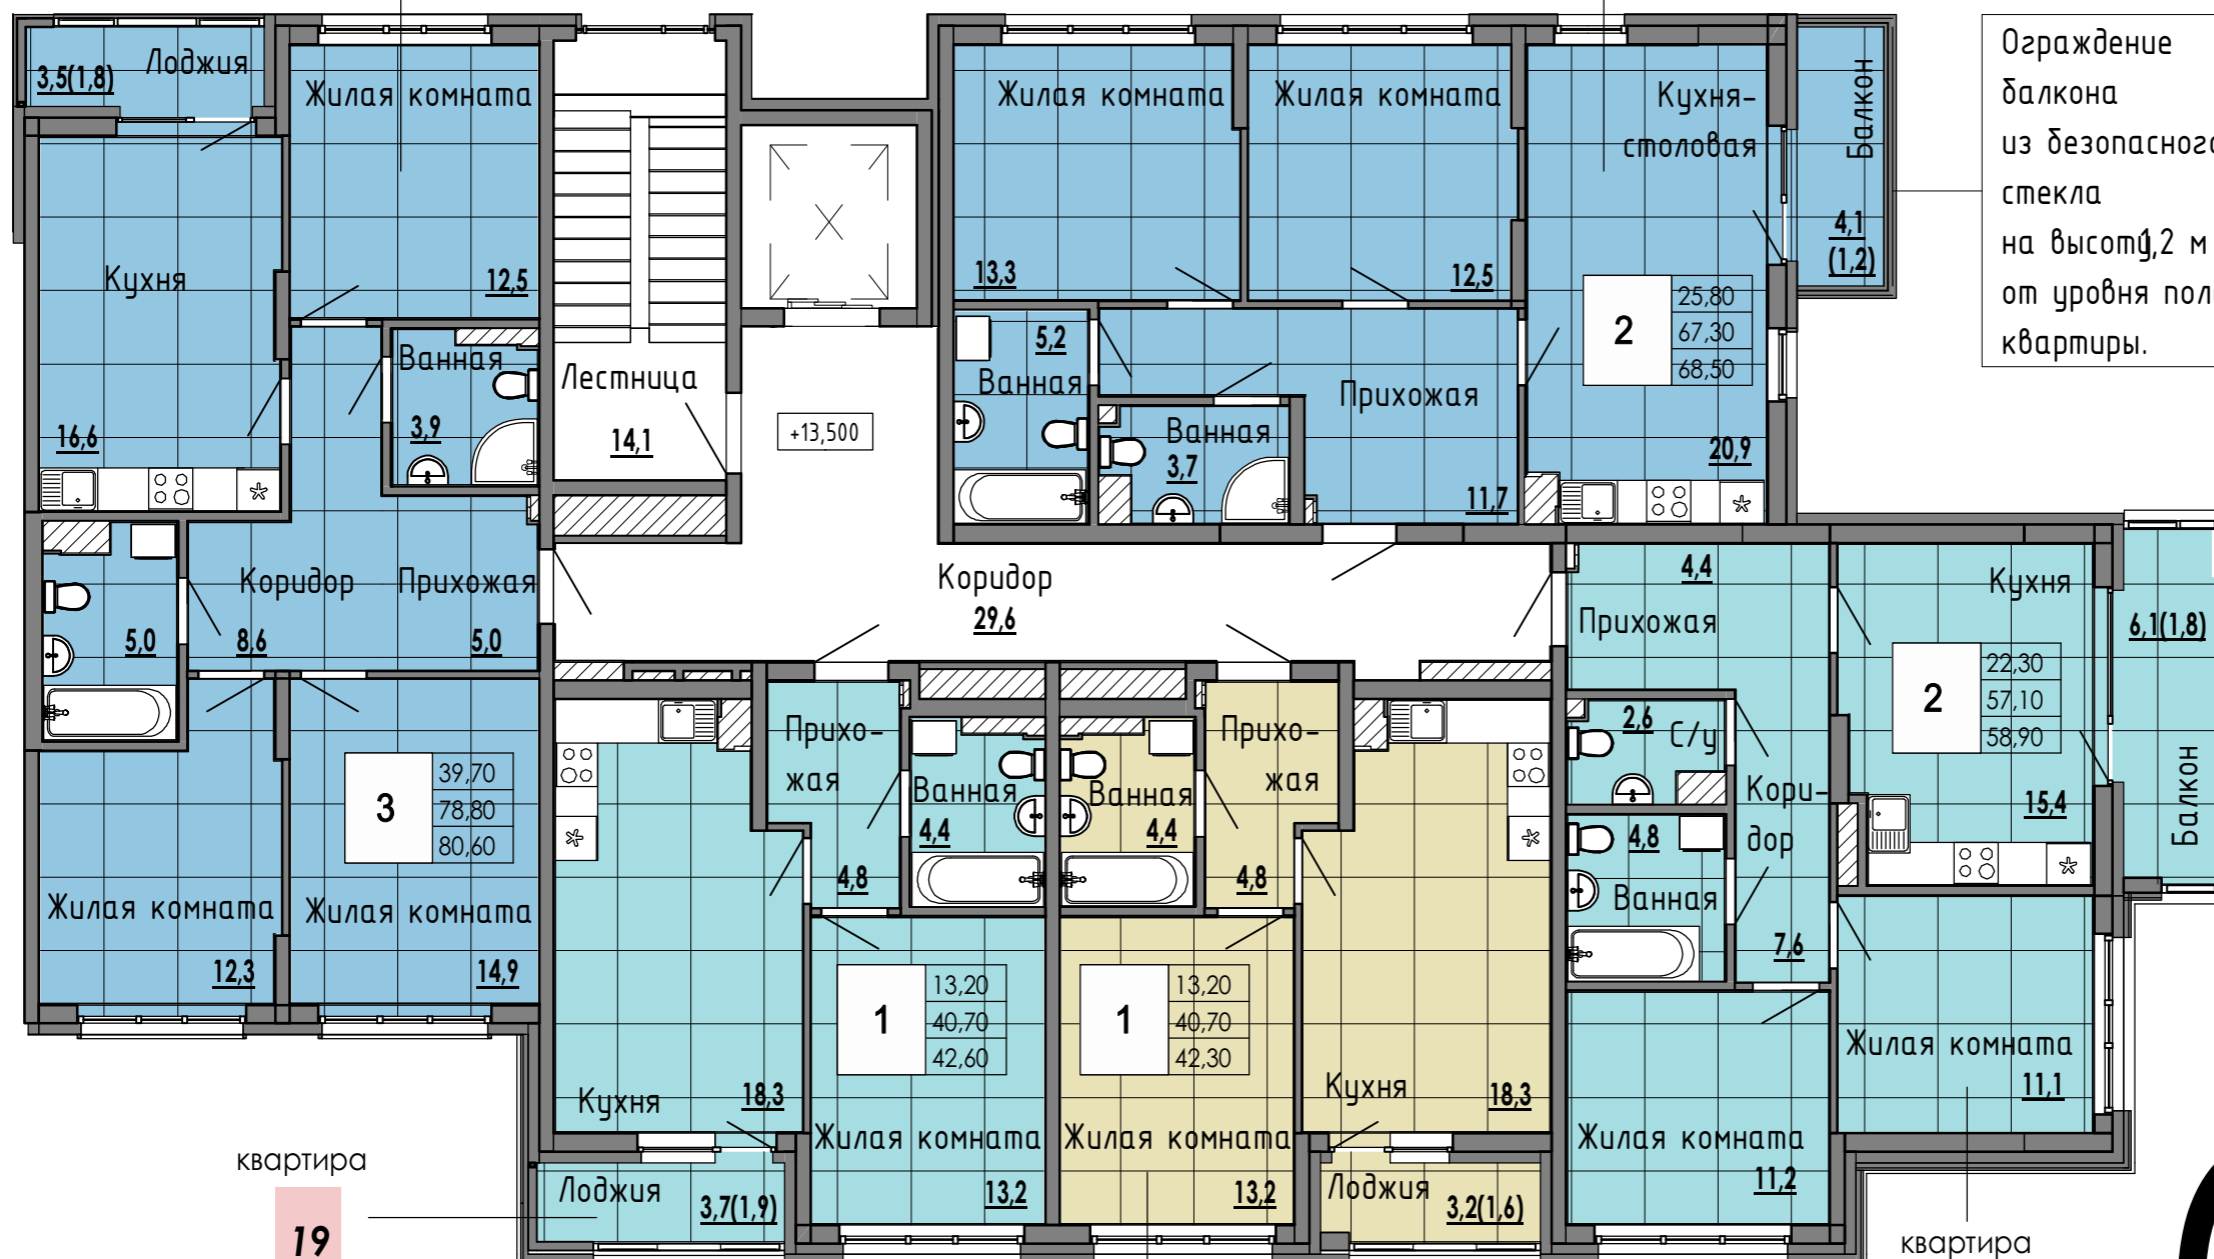 Лоджия
3,5(1,8)
Жилая комната
12,5
Кухня
16,6
Ванная
3,9
Лестница
14,1
+13,500
Жилая комната
13,3
Жилая комната
12,5
Кухня-
столовая
20,9
Балкон
4,1
(1,2)
2
25,80
67,30
68,50
5,2
Ванная
Ванная
3,7
Прихожая
11,7
Ограждение
балкона
из безопасного
стекла
на высоту1,2 м
от уровня пол
квартиры.
5,0
Коридор
8,6
Прихожая
5,0
Коридор
29,6
4,4
Прихожая
Кухня
15,4
2
22,30
57,10
58,90
6,1(1,8)
Балкон
2,6
С/у
Кори-
дор
7,6
4,8
Ванная
3
39,70
78,80
80,60
Жилая комната
12,3
Жилая комната
14,9
Прихо-
жая
4,8
Ванная
4,4
Ванная
4,4
Прихо-
жая
4,8
1
13,20
40,70
42,60
1
13,20
40,70
42,30
Кухня
18,3
Жилая комната
13,2
Жилая комната
13,2
Кухня
18,3
Жилая комната
11,2
Жилая комната
11,1
Лоджия
3,7(1,9)
Лоджия
3,2(1,6)
квартира
19
квартира